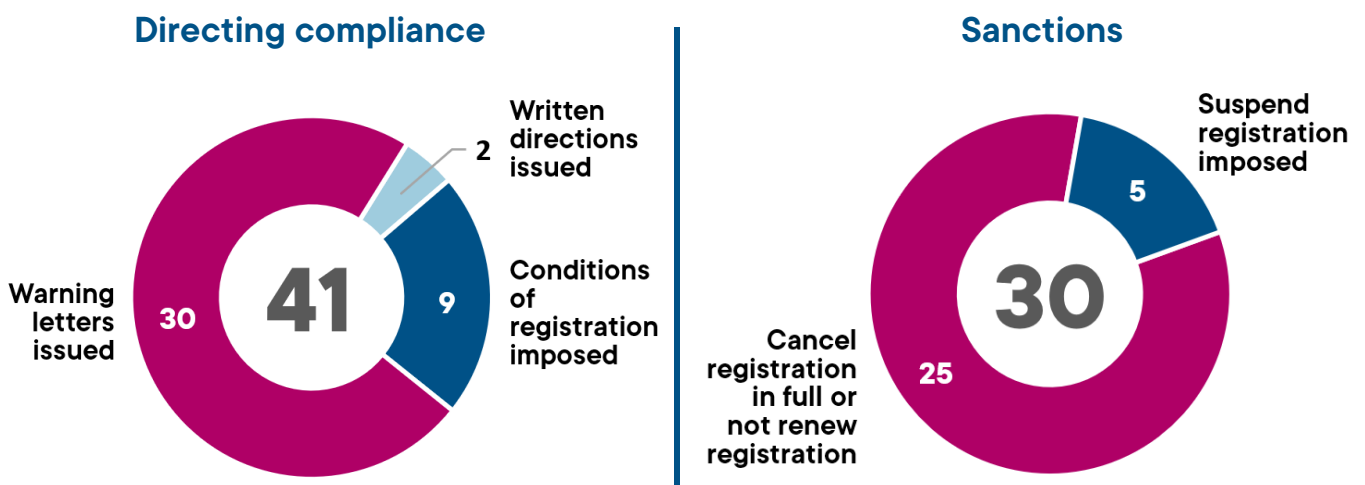 Directing compliance
Written
directions
issued
2
Conditions
of
registration
imposed
9
41
Warning
letters
issued
30
Sanctions
Suspend
registration
imposed
5
30
Cancel
registration
in full or
not renew
registration
25